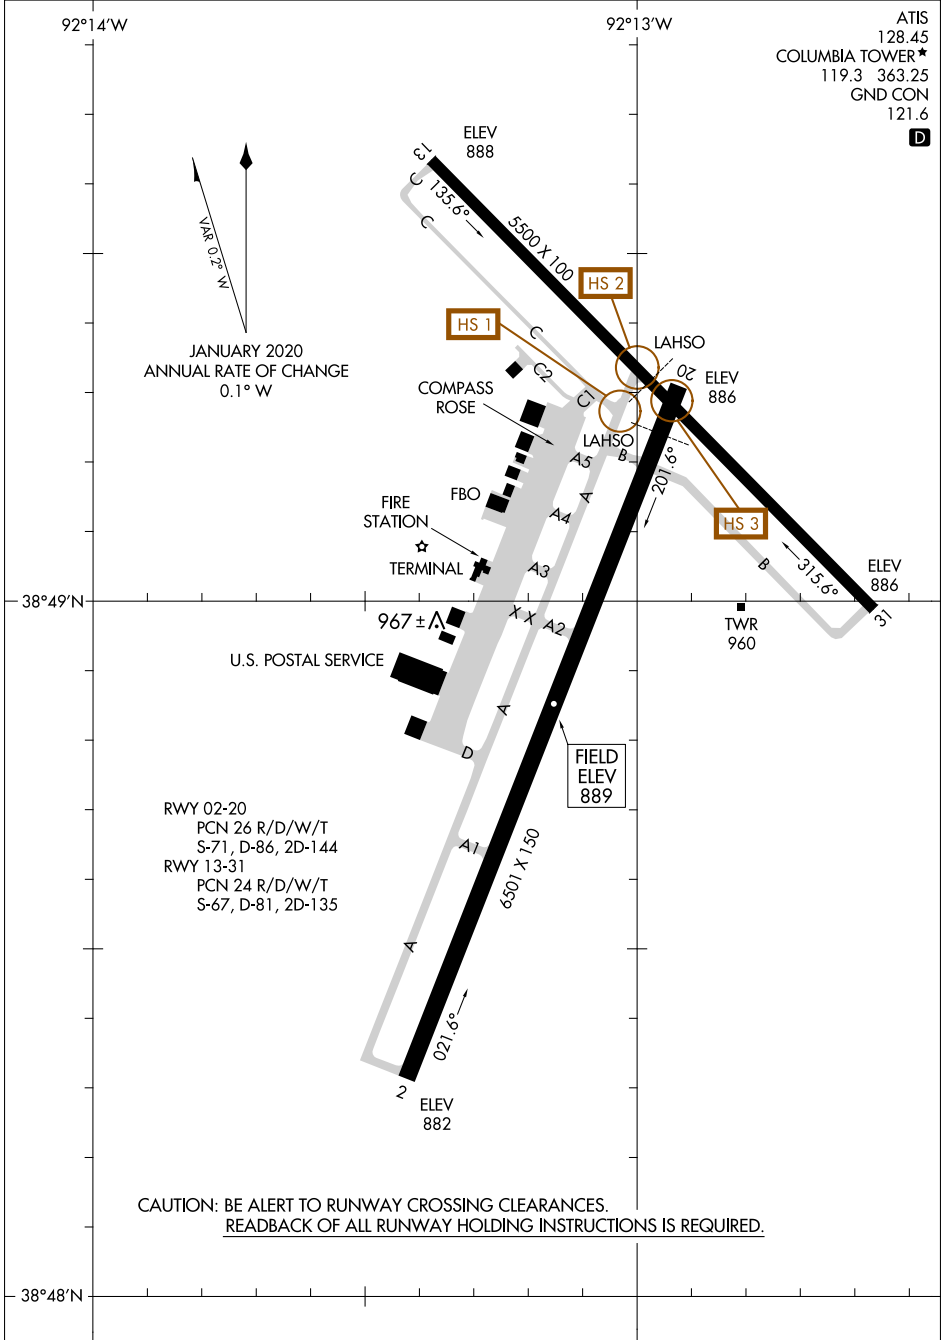 92°14'W
92°13'W
ATIS
128.45
COLUMBIA TOWER★
119.3 363.25
GND CON
121.6
D
ELEV
888
13
C
135.6°
C
5500 X 100
VAR 0.2° W
HS 2
HS 1
C
LAHSO
JANUARY 2020
ANNUAL RATE OF CHANGE
0.1° W
C2
20
ELEV
886
COMPASS
ROSE
C1
LAHSO
A5
B
201.6°
FBO
A
FIRE
STATION
A4
HS 3
TERMINAL
A3
B
315.6°
ELEV
886
38°49'N
967 ±
X X
A2
TWR
960
31
U.S. POSTAL SERVICE
A
D
FIELD
ELEV
889
RWY 02-20
PCN 26 R/D/W/T
S-71, D-86, 2D-144
RWY 13-31
PCN 24 R/D/W/T
S-67, D-81, 2D-135
A1
6501 X 150
A
021.6°
2
ELEV
882
CAUTION: BE ALERT TO RUNWAY CROSSING CLEARANCES.
READBACK OF ALL RUNWAY HOLDING INSTRUCTIONS IS REQUIRED.
38°48'N